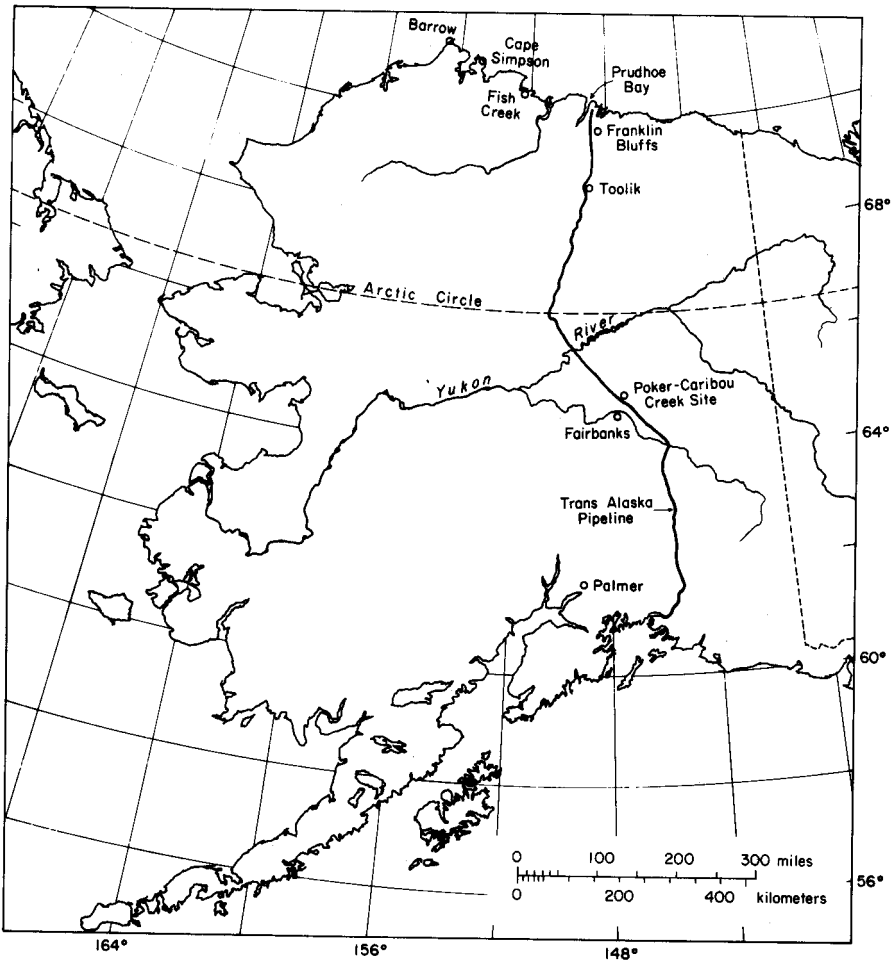 Barrow
Cape
Simpson
Prudhoe
Bay
Fish
Creek
Franklin
Bluffs
Toolik
68°
Arctic Circle
River
Yukon
Poker-Caribou
Creek Site
Fairbanks
64°
Trans Alaska
Pipeline
Palmer
60°
0 100 200 300 miles
0 200 400 kilometers
56°
164° 156° 148°